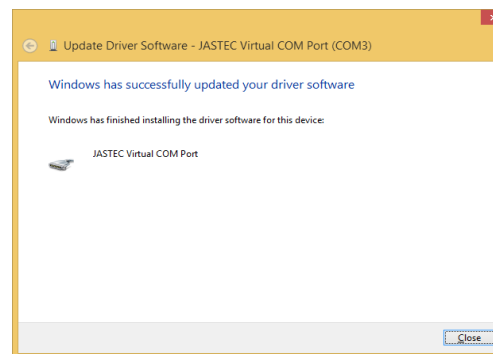 Update Driver Software - JASTEC Virtual COM Port (COM3)
Windows has successfully updated your driver software
Windows has finished installing the driver software for this device:
JASTEC Virtual COM Port
Close